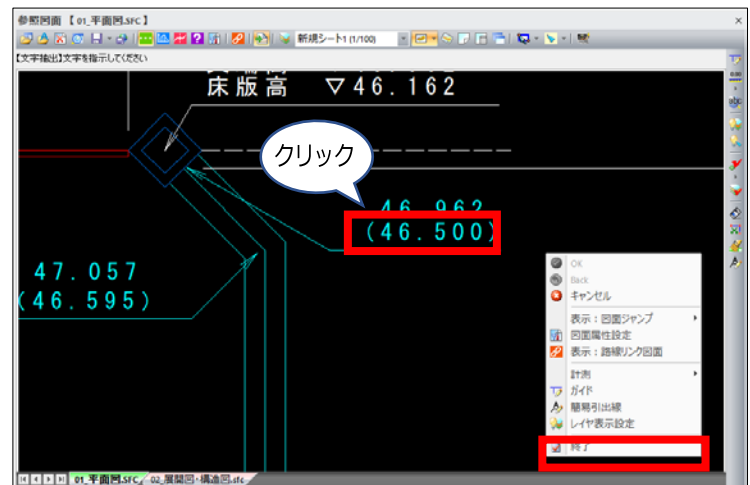 参照図面 【 01_平面図.SFC 】
新規シート1 (1/100)
【文字抽出】文字を指示してください
床版高 ▽46.162
クリック
46.962
(46.500)
47.057
(46.595)
OK
Back
キャンセル
表示：図面ジャンプ
図面属性設定
表示：路線リンク図面
計測
ガイド
簡易引出線
レイヤ表示設定
終了
01_平面図.SFC
02_展開図・構造図.sfc